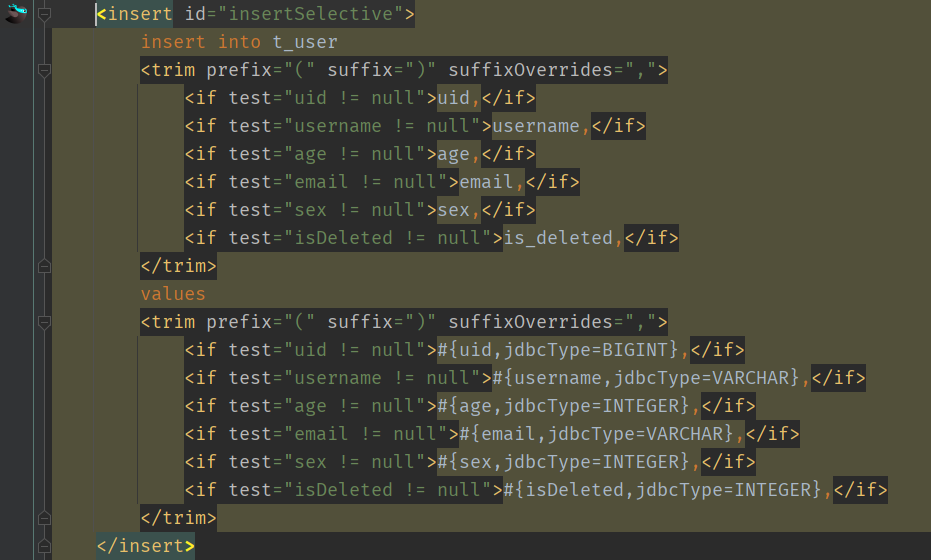 <insert id="insertSelective">
insert into t_user
<trim prefix="(" suffix=")" suffixOverrides=",">
<if test="uid != null">uid,</if>
<if test="username != null">username,</if>
<if test="age != null">age,</if>
<if test="email != null">email,</if>
<if test="sex != null">sex,</if>
<if test="isDeleted != null">is_deleted,</if>
</trim>
values
<trim prefix="(" suffix=")" suffixOverrides=",">
<if test="uid != null">#{uid,jdbcType=BIGINT},</if>
<if test="username != null">#{username,jdbcType=VARCHAR},</if>
<if test="age != null">#{age,jdbcType=INTEGER},</if>
<if test="email != null">#{email,jdbcType=VARCHAR},</if>
<if test="sex != null">#{sex,jdbcType=INTEGER},</if>
<if test="isDeleted != null">#{isDeleted,jdbcType=INTEGER},</if>
</trim>
</insert>